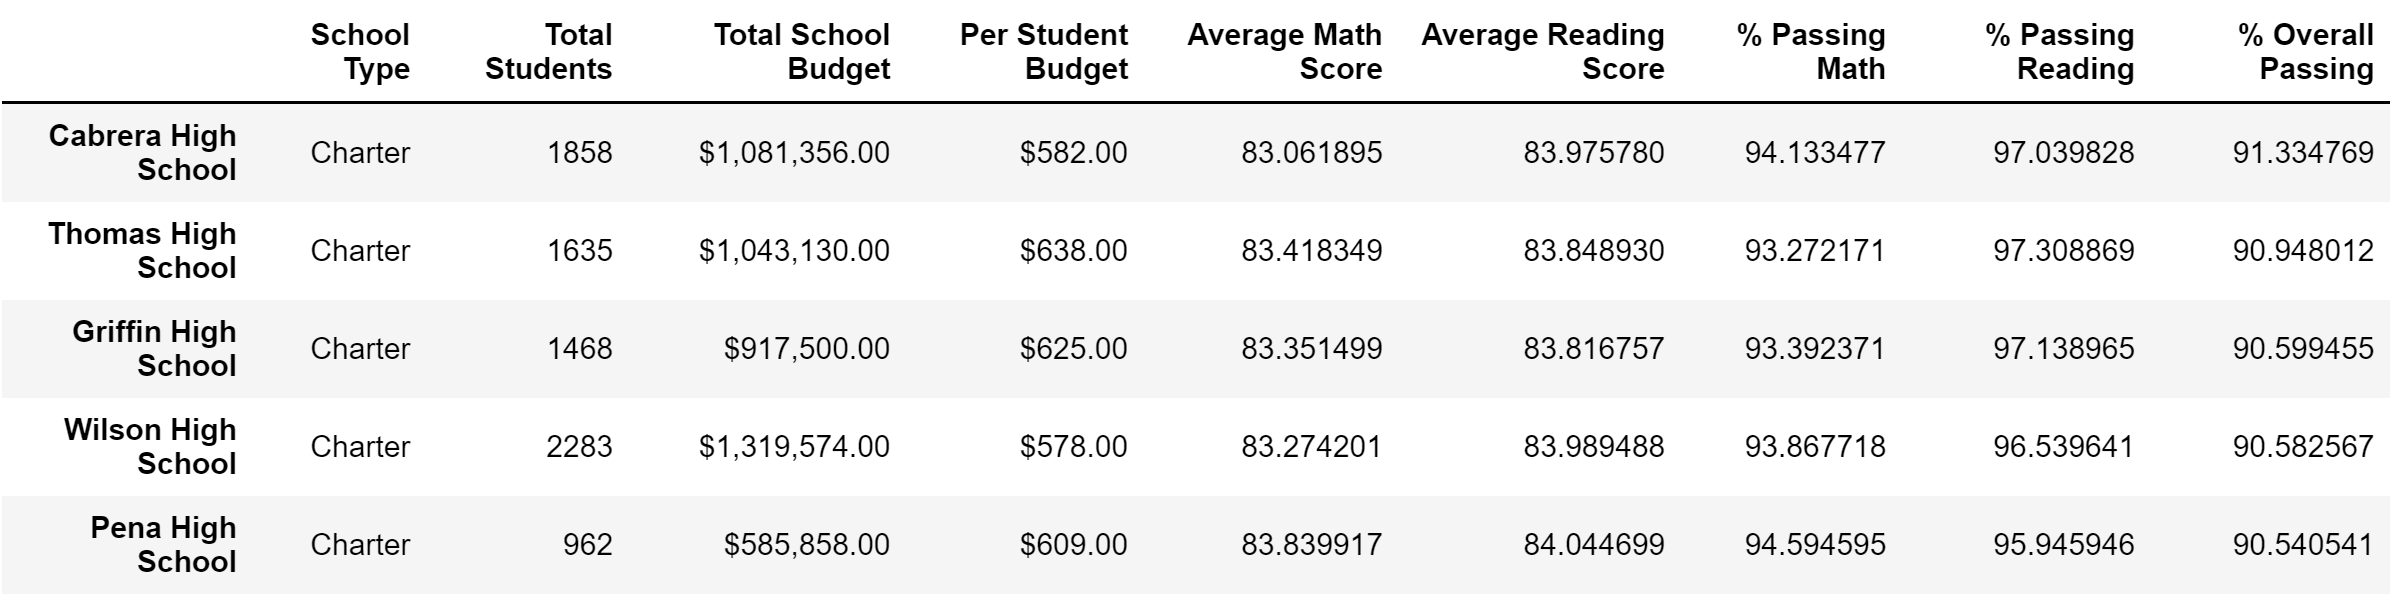 School Total Total School Per Student Average Math Average Reading % Passing % Passing % Overall
Type Students Budget Budget Score Score Math Reading Passing
Cabrera High
School Charter 1858 $1,081,356.00 $582.00 83.061895 83.975780 94.133477 97.039828 91.334769
Thomas High
School Charter 1635 $1,043,130.00 $638.00 83.418349 83.848930 93.272171 97.308869 90.948012
Griffin High
School Charter 1468 $917,500.00 $625.00 83.351499 83.816757 93.392371 97.138965 90.599455
Wilson High
School Charter 2283 $1,319,574.00 $578.00 83.274201 83.989488 93.867718 96.539641 90.582567
Pena High
School Charter 962 $585,858.00 $609.00 83.839917 84.044699 94.594595 95.945946 90.540541